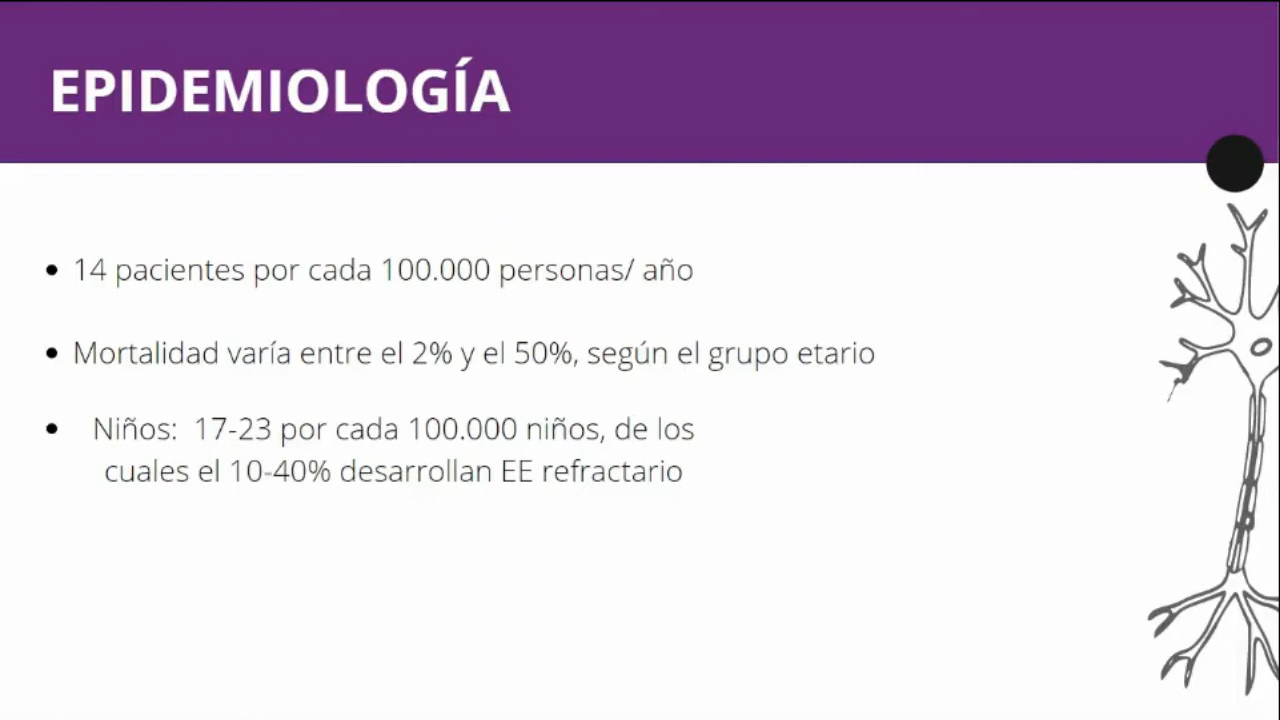 EPIDEMIOLOGÍA
• 14 pacientes por cada 100.000 personas/ año
• Mortalidad varía entre el 2% y el 50%, según el grupo etario
• Niños: 17-23 por cada 100.000 niños, de los
cuales el 10-40% desarrollan EE refractario